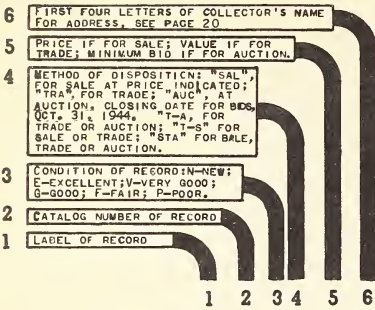 6 FIRST FOUR LETTERS OF COLLECTOR'S NAME
FOR ADDRESS, SEE PAGE 20
5 PRICE IF FOR SALE; VALUE IF FOR
TRADE; MINIMUM BID IF FOR AUCTION.
4 METHOD OF DISPOSITION: "SAL",
FOR SALE AT PRICE INDICATED;
"TRA", FOR TRADE; "AUC", AT
AUCTION. CLOSING DATE FOR BIDS,
OCT. 31, 1944. "T-A, FOR
TRADE OR AUCTION; "T-S" FOR
SALE OR TRADE; "STA" FOR SALE,
TRADE OR AUCTION.
3 CONDITION OF RECORD:N-NEW;
E-EXCELLENT;V-VERY GOOD;
G-GOOD; F-FAIR; P-POOR.
2 CATALOG NUMBER OF RECORD
1 LABEL OF RECORD
1 2 3 4 5 6